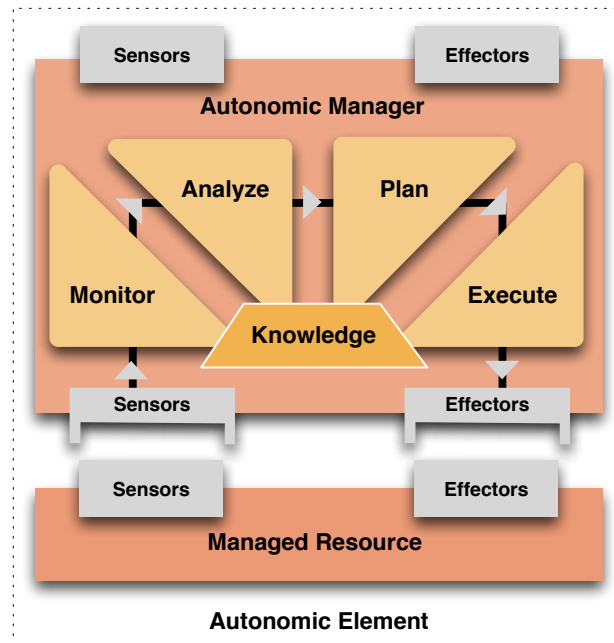 Sensors
Effectors
Autonomic Manager
Analyze
Plan
Monitor
Execute
Knowledge
Sensors
Effectors
Sensors
Effectors
Managed Resource
Autonomic Element